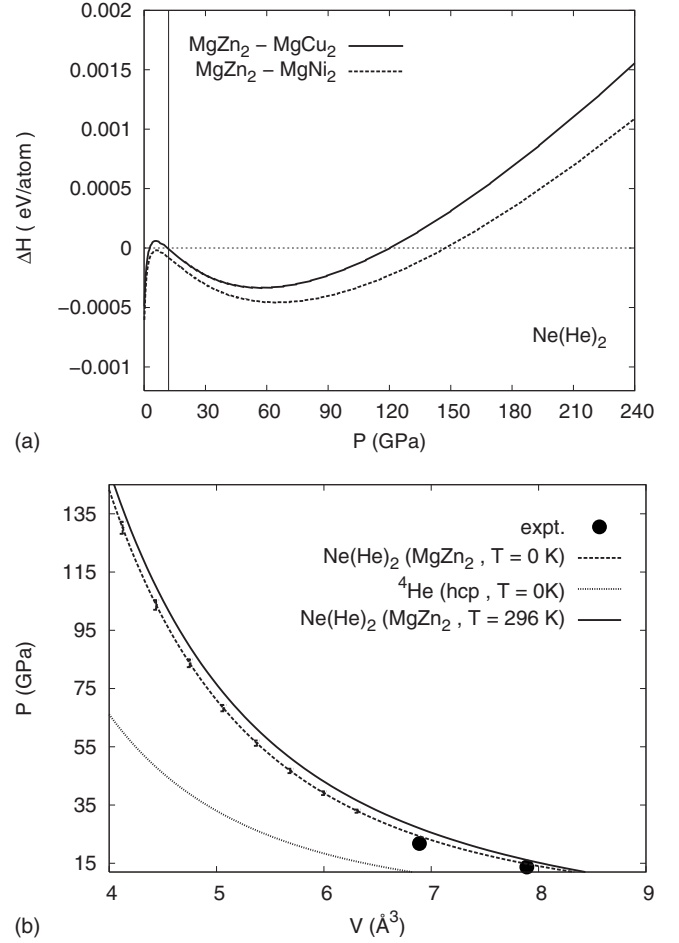 0.002
0.0015
0.001
0.0005
0
−0.0005
−0.001
ΔH ( eV/atom )
MgZn₂ − MgCu₂
MgZn₂ − MgNi₂
Ne(He)₂
0 30 60 90 120 150 180 210 240
P (GPa)
(a)
135
115
95
75
55
35
15
P (GPa)
expt.
Ne(He)₂ (MgZn₂ , T = 0 K)
⁴He (hcp , T = 0K)
Ne(He)₂ (MgZn₂ , T = 296 K)
4 5 6 7 8 9
V (Å³)
(b)